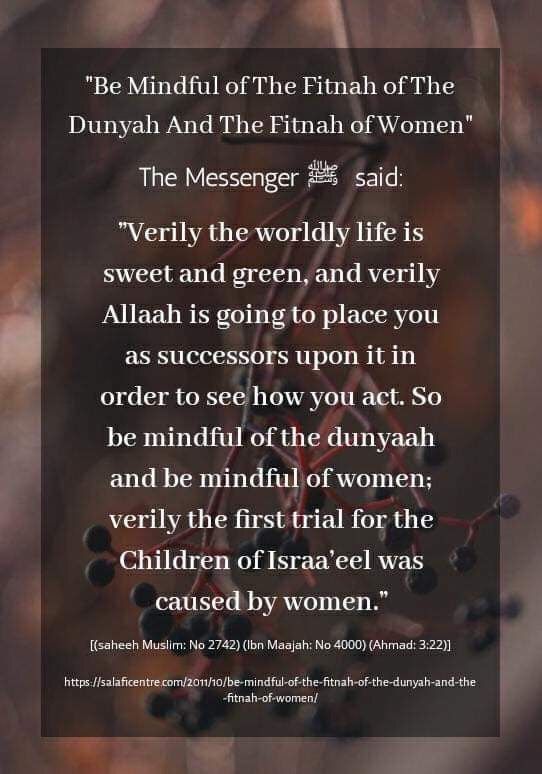 "Be Mindful of The Fitnah of The
Dunyah And The Fitnah of Women"
The Messenger ﷺ said:
"Verily the worldly life is
sweet and green, and verily
Allaah is going to place you
as successors upon it in
order to see how you act. So
be mindful of the dunyaah
and be mindful of women;
verily the first trial for the
Children of Israa'eel was
caused by women."
[(saheeh Muslim: No 2742) (Ibn Maajah: No 4000) (Ahmad: 3:22)]
https://salaficentre.com/2011/10/be-mindful-of-the-fitnah-of-the-dunyah-and-the
-fitnah-of-women/